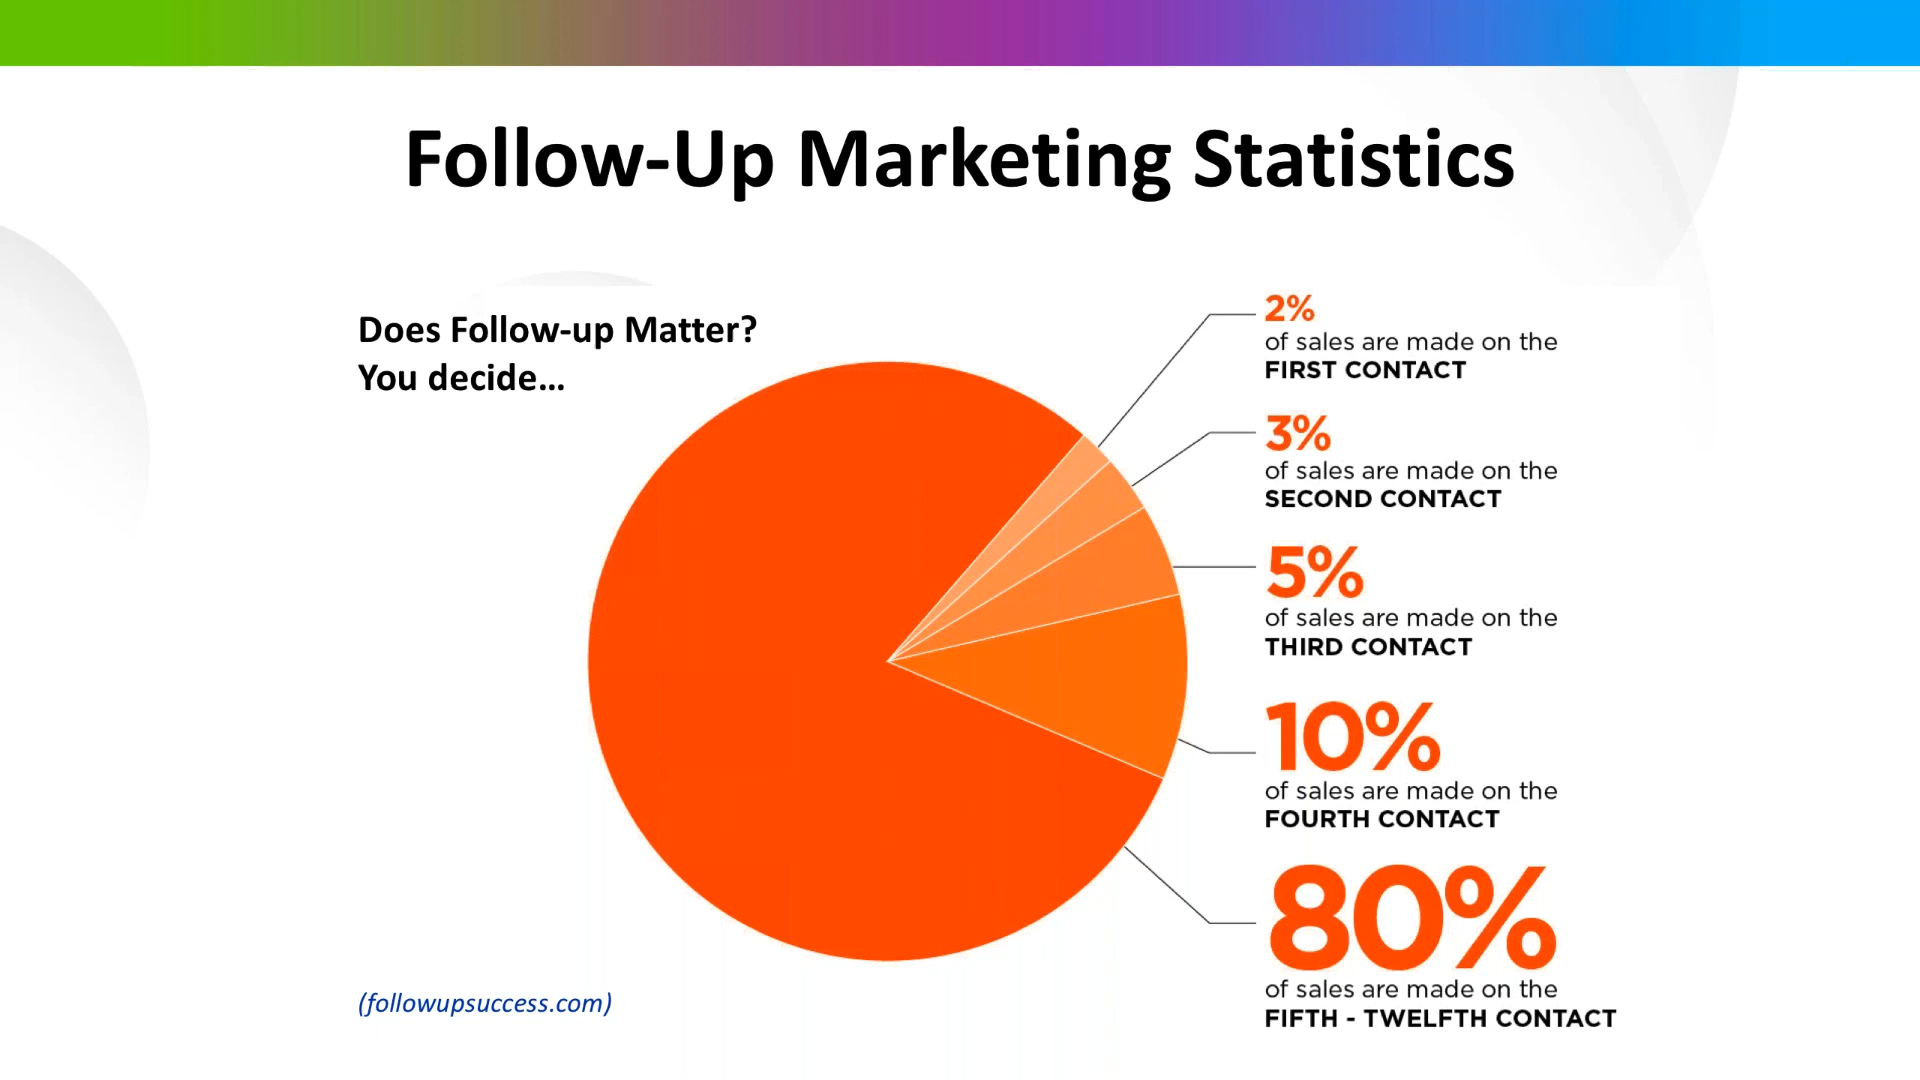 Follow-Up Marketing Statistics
Does Follow-up Matter?
You decide...
2%
of sales are made on the
FIRST CONTACT
3%
of sales are made on the
SECOND CONTACT
5%
of sales are made on the
THIRD CONTACT
10%
of sales are made on the
FOURTH CONTACT
80%
of sales are made on the
FIFTH - TWELFTH CONTACT
(followupsuccess.com)